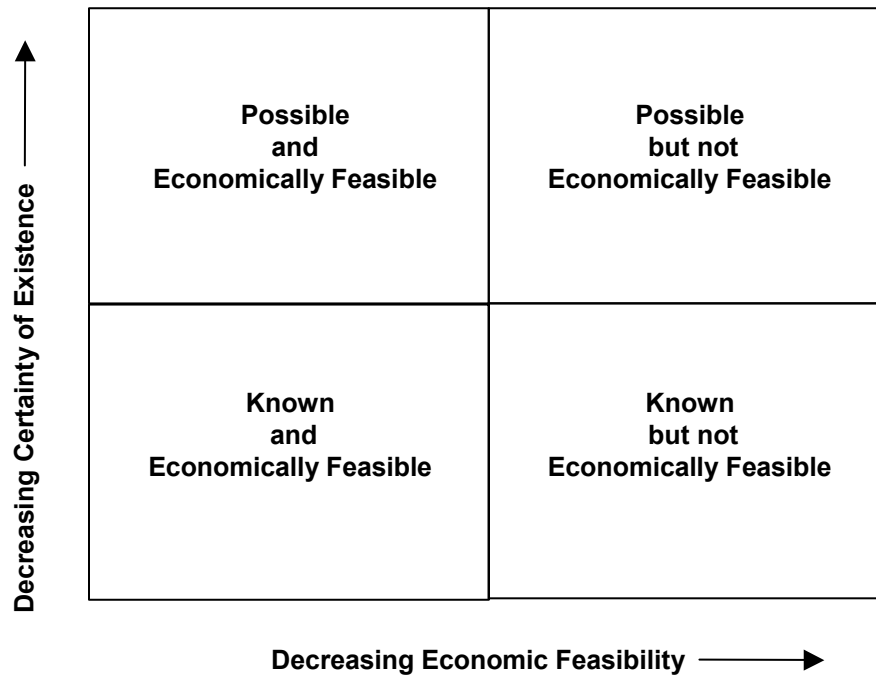 Decreasing Certainty of Existence
Possible
and
Economically Feasible
Possible
but not
Economically Feasible
Known
and
Economically Feasible
Known
but not
Economically Feasible
Decreasing Economic Feasibility